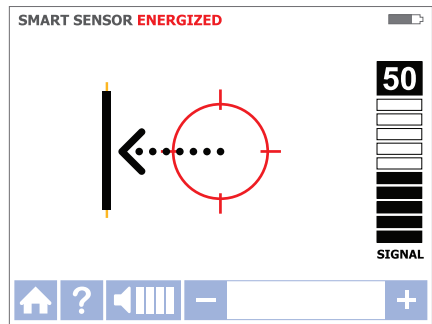 SMART SENSOR ENERGIZED
50
SIGNAL
?
− +